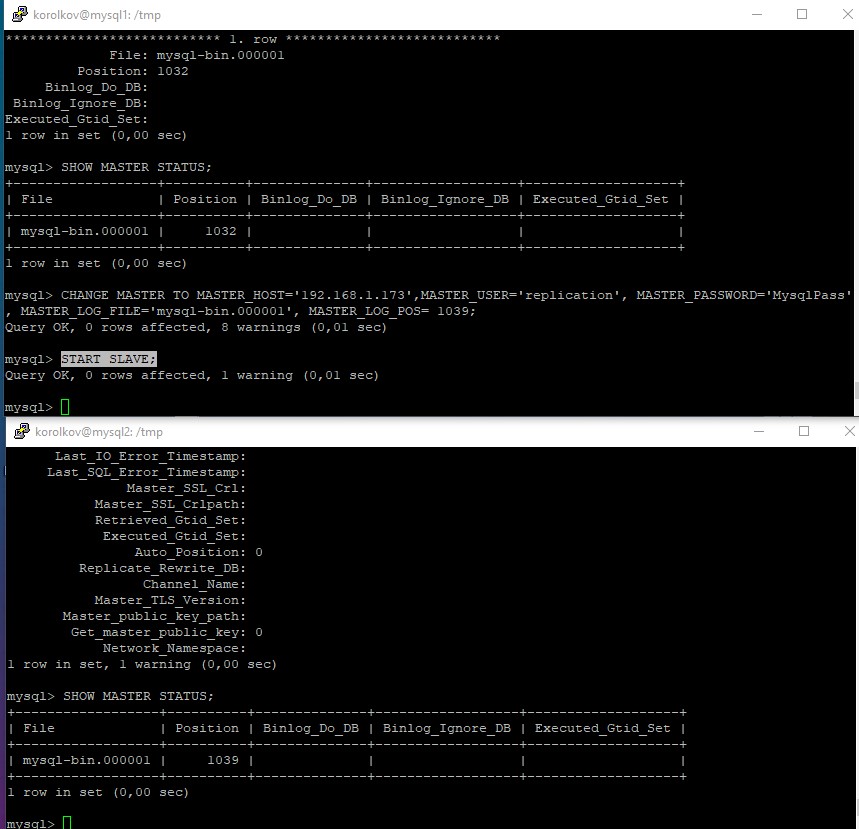 korolkov@mysql1: /tmp
*************************** 1. row ***************************
File: mysql-bin.000001
Position: 1032
Binlog_Do_DB:
Binlog_Ignore_DB:
Executed_Gtid_Set:
1 row in set (0,00 sec)
mysql> SHOW MASTER STATUS;
+------------------+----------+--------------+------------------+-------------------+
| File | Position | Binlog_Do_DB | Binlog_Ignore_DB | Executed_Gtid_Set |
+------------------+----------+--------------+------------------+-------------------+
| mysql-bin.000001 | 1032 | | | |
+------------------+----------+--------------+------------------+-------------------+
1 row in set (0,00 sec)
mysql> CHANGE MASTER TO MASTER_HOST='192.168.1.173',MASTER_USER='replication', MASTER_PASSWORD='MysqlPass'
, MASTER_LOG_FILE='mysql-bin.000001', MASTER_LOG_POS= 1039;
Query OK, 0 rows affected, 8 warnings (0,01 sec)
mysql> START SLAVE;
Query OK, 0 rows affected, 1 warning (0,01 sec)
mysql>
korolkov@mysql2: /tmp
Last_IO_Error_Timestamp:
Last_SQL_Error_Timestamp:
Master_SSL_Crl:
Master_SSL_Crlpath:
Retrieved_Gtid_Set:
Executed_Gtid_Set:
Auto_Position: 0
Replicate_Rewrite_DB:
Channel_Name:
Master_TLS_Version:
Master_public_key_path:
Get_master_public_key: 0
Network_Namespace:
1 row in set, 1 warning (0,00 sec)
mysql> SHOW MASTER STATUS;
+------------------+----------+--------------+------------------+-------------------+
| File | Position | Binlog_Do_DB | Binlog_Ignore_DB | Executed_Gtid_Set |
+------------------+----------+--------------+------------------+-------------------+
| mysql-bin.000001 | 1039 | | | |
+------------------+----------+--------------+------------------+-------------------+
1 row in set (0,00 sec)
mysql>